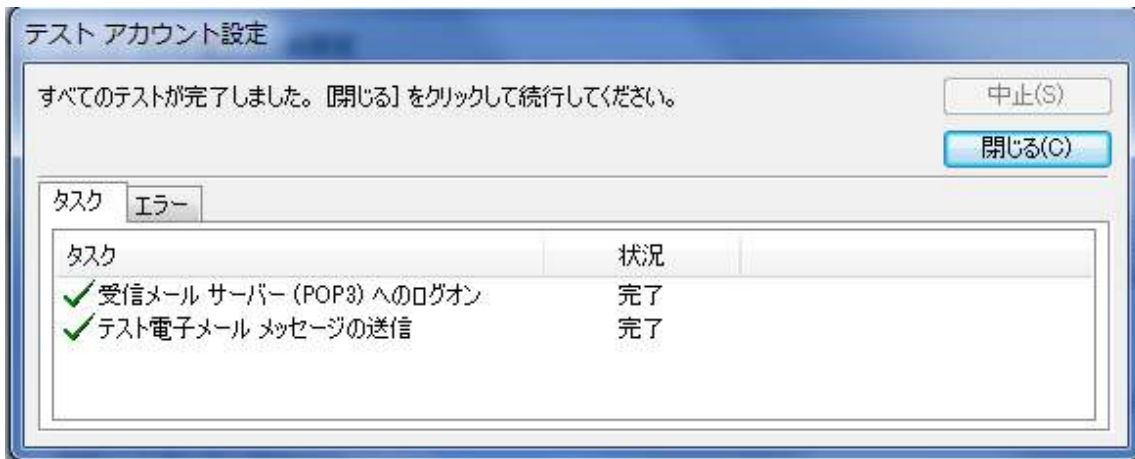 テスト アカウント設定
すべてのテストが完了しました。[閉じる] をクリックして続行してください。
中止(S)
閉じる(C)
タスク エラー
タスク 状況
受信メール サーバー (POP3) へのログオン 完了
テスト電子メール メッセージの送信 完了